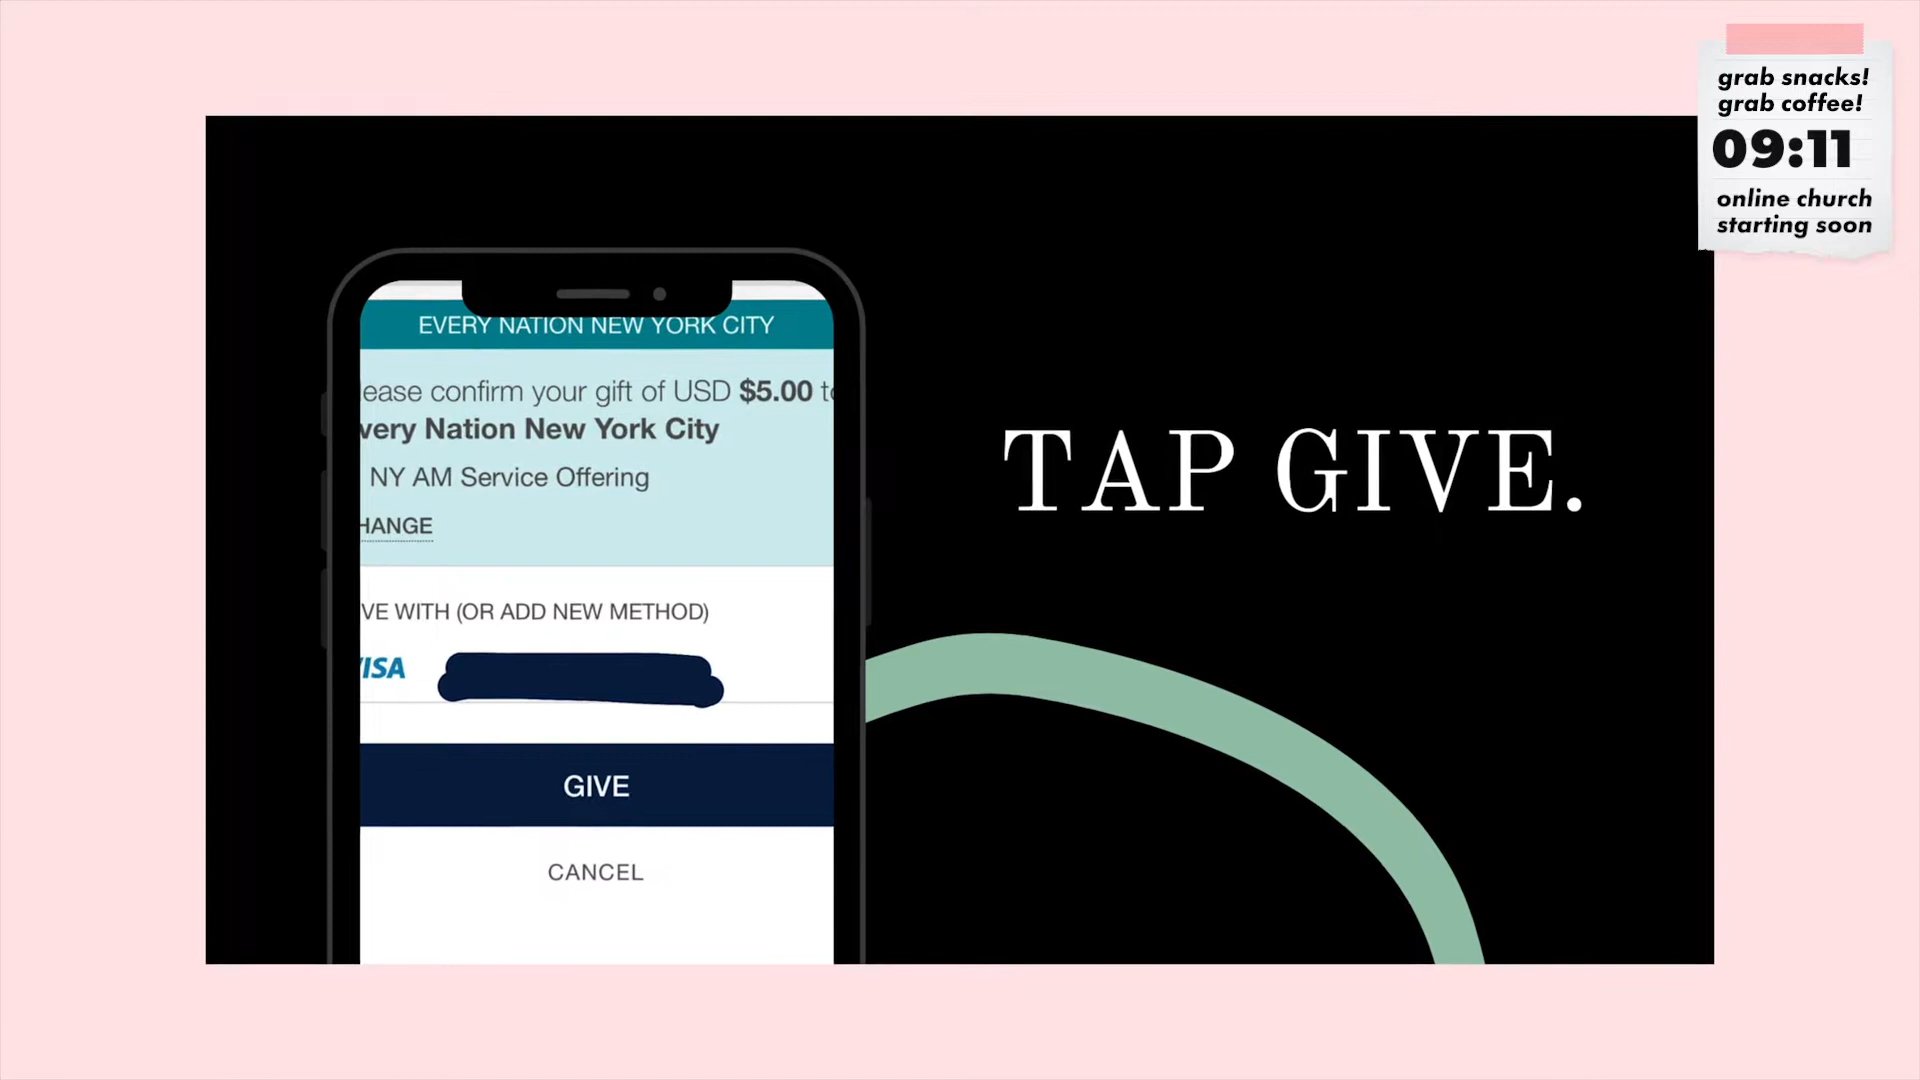 grab snacks!
grab coffee!
09:11
online church
starting soon
EVERY NATION NEW YORK CITY
lease confirm your gift of USD $5.00 to
very Nation New York City
NY AM Service Offering
HANGE
VE WITH (OR ADD NEW METHOD)
VISA
GIVE
CANCEL
TAP GIVE.